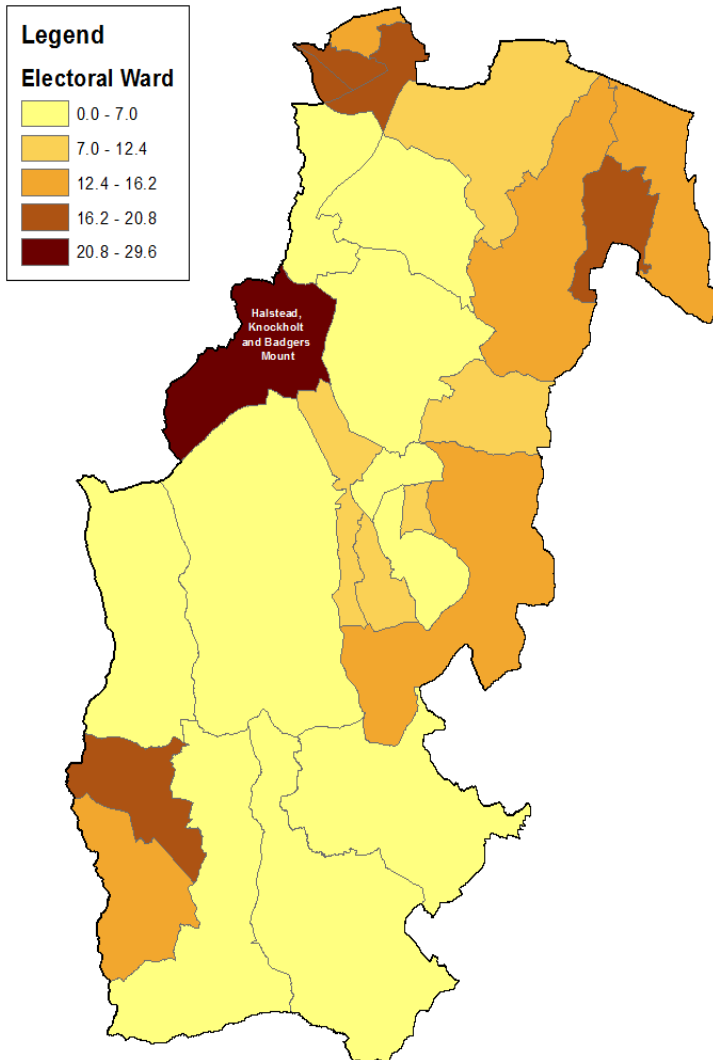 Legend
Electoral Ward
0.0 - 7.0
7.0 - 12.4
12.4 - 16.2
16.2 - 20.8
20.8 - 29.6
Halstead,
Knockholt
and Badgers
Mount